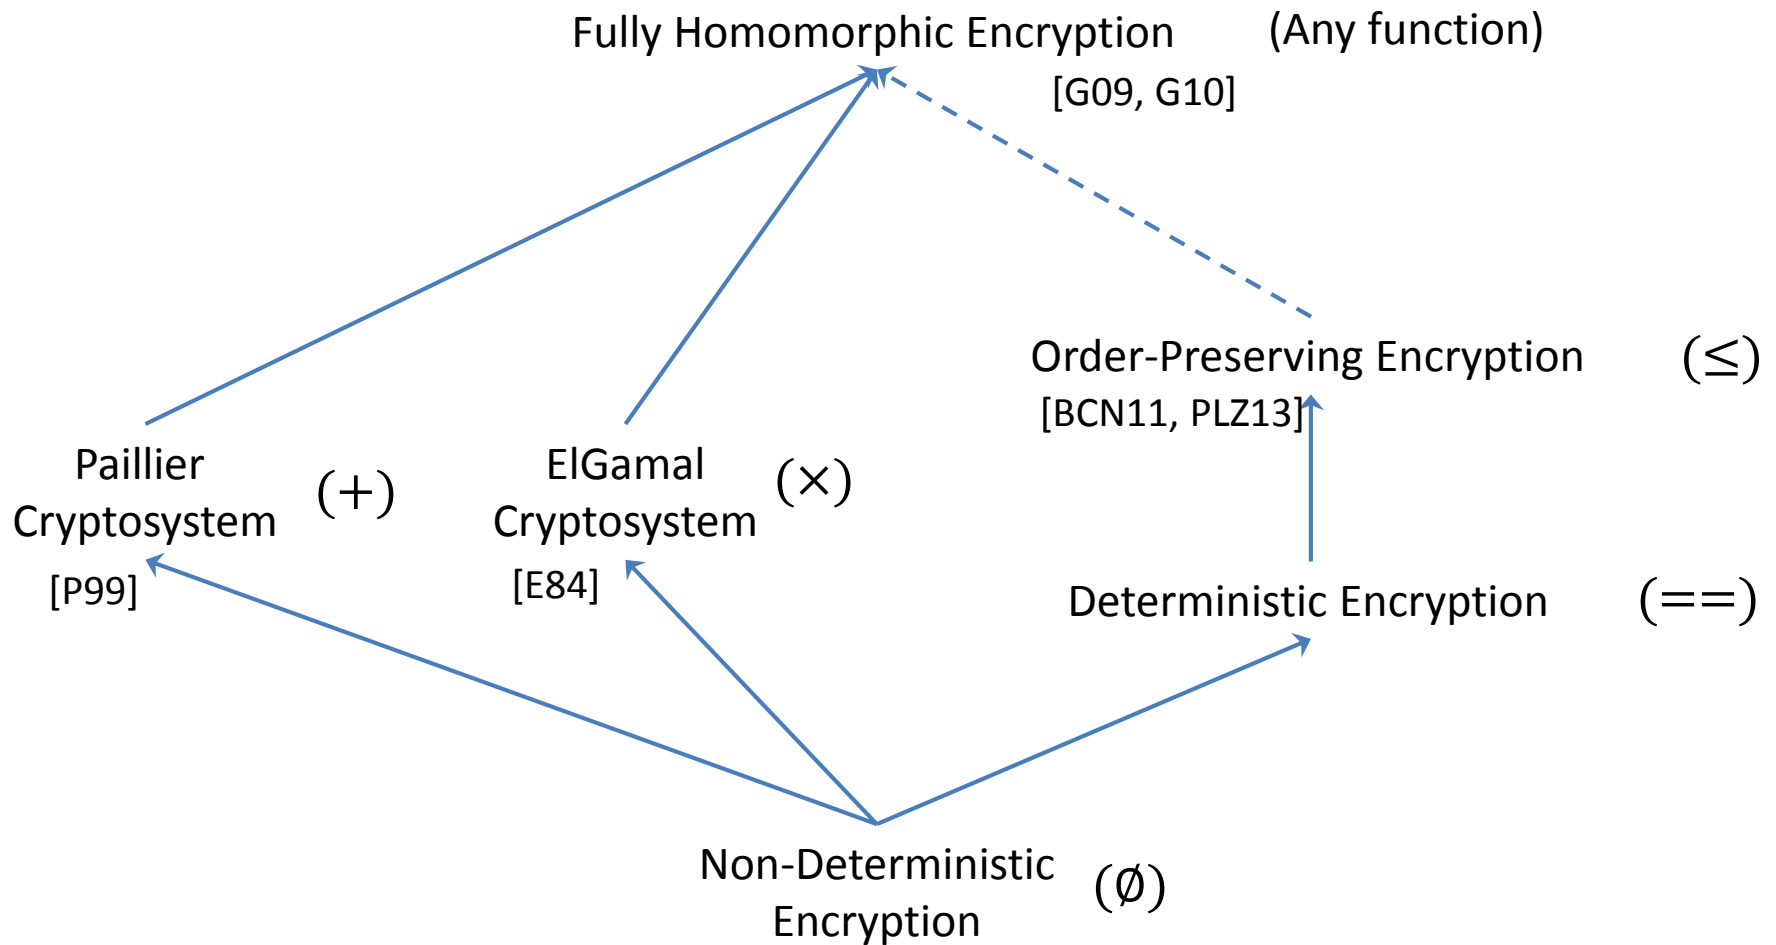 Fully Homomorphic Encryption (Any function)
[G09, G10]
Order-Preserving Encryption (≤)
[BCN11, PLZ13]
Paillier
Cryptosystem (+)
[P99]
ElGamal
Cryptosystem (×)
[E84]
Deterministic Encryption (==)
Non-Deterministic
Encryption (∅)